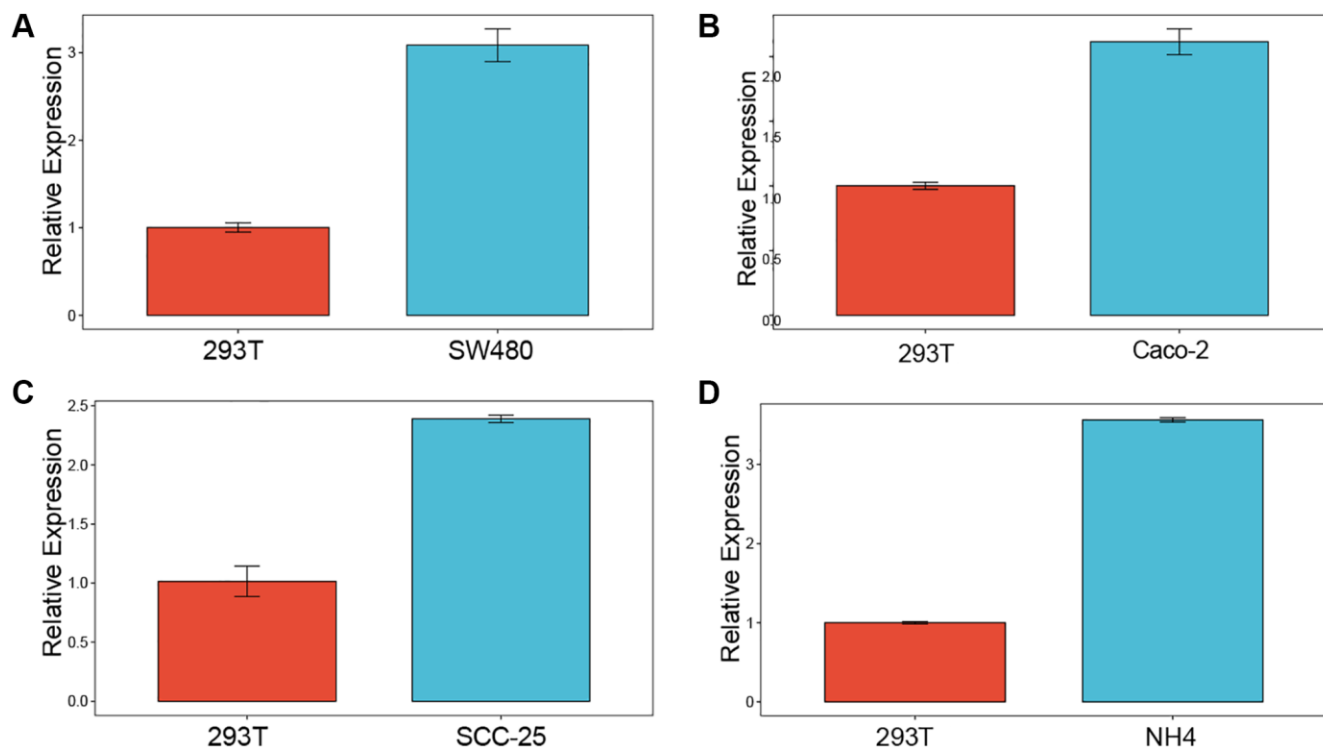 A
Relative Expression
3
2
1
0
293T SW480
B
Relative Expression
2.0
1.5
1.0
0.5
0.0
293T Caco-2
C
Relative Expression
2.5
2.0
1.5
1.0
0.5
0.0
293T SCC-25
D
Relative Expression
3
2
1
0
293T NH4